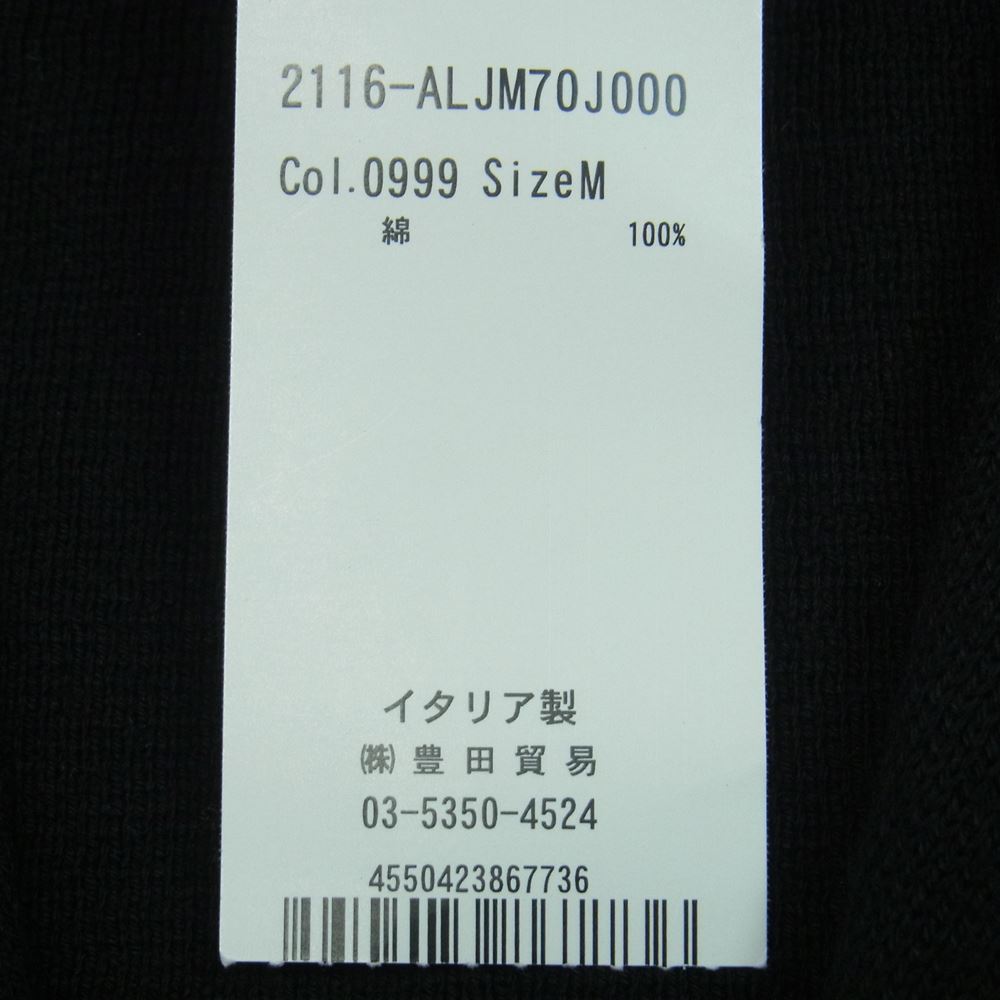 2116-ALJM70J000
Col.0999 SizeM
綿 100%
イタリア製
㈱豊田貿易
03-5350-4524
4550423867736